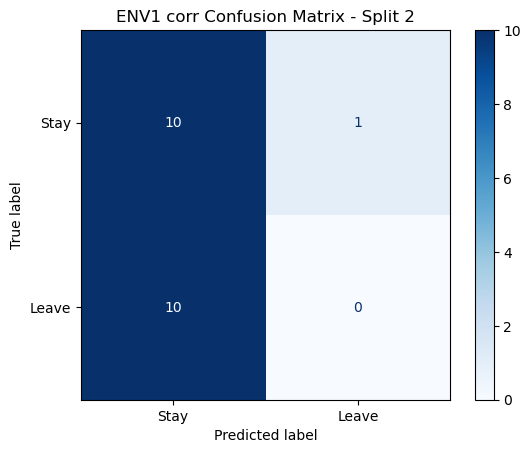 ENV1 corr Confusion Matrix - Split 2
True label
Stay
10
1
Leave
10
0
Stay
Leave
Predicted label
10
8
6
4
2
0